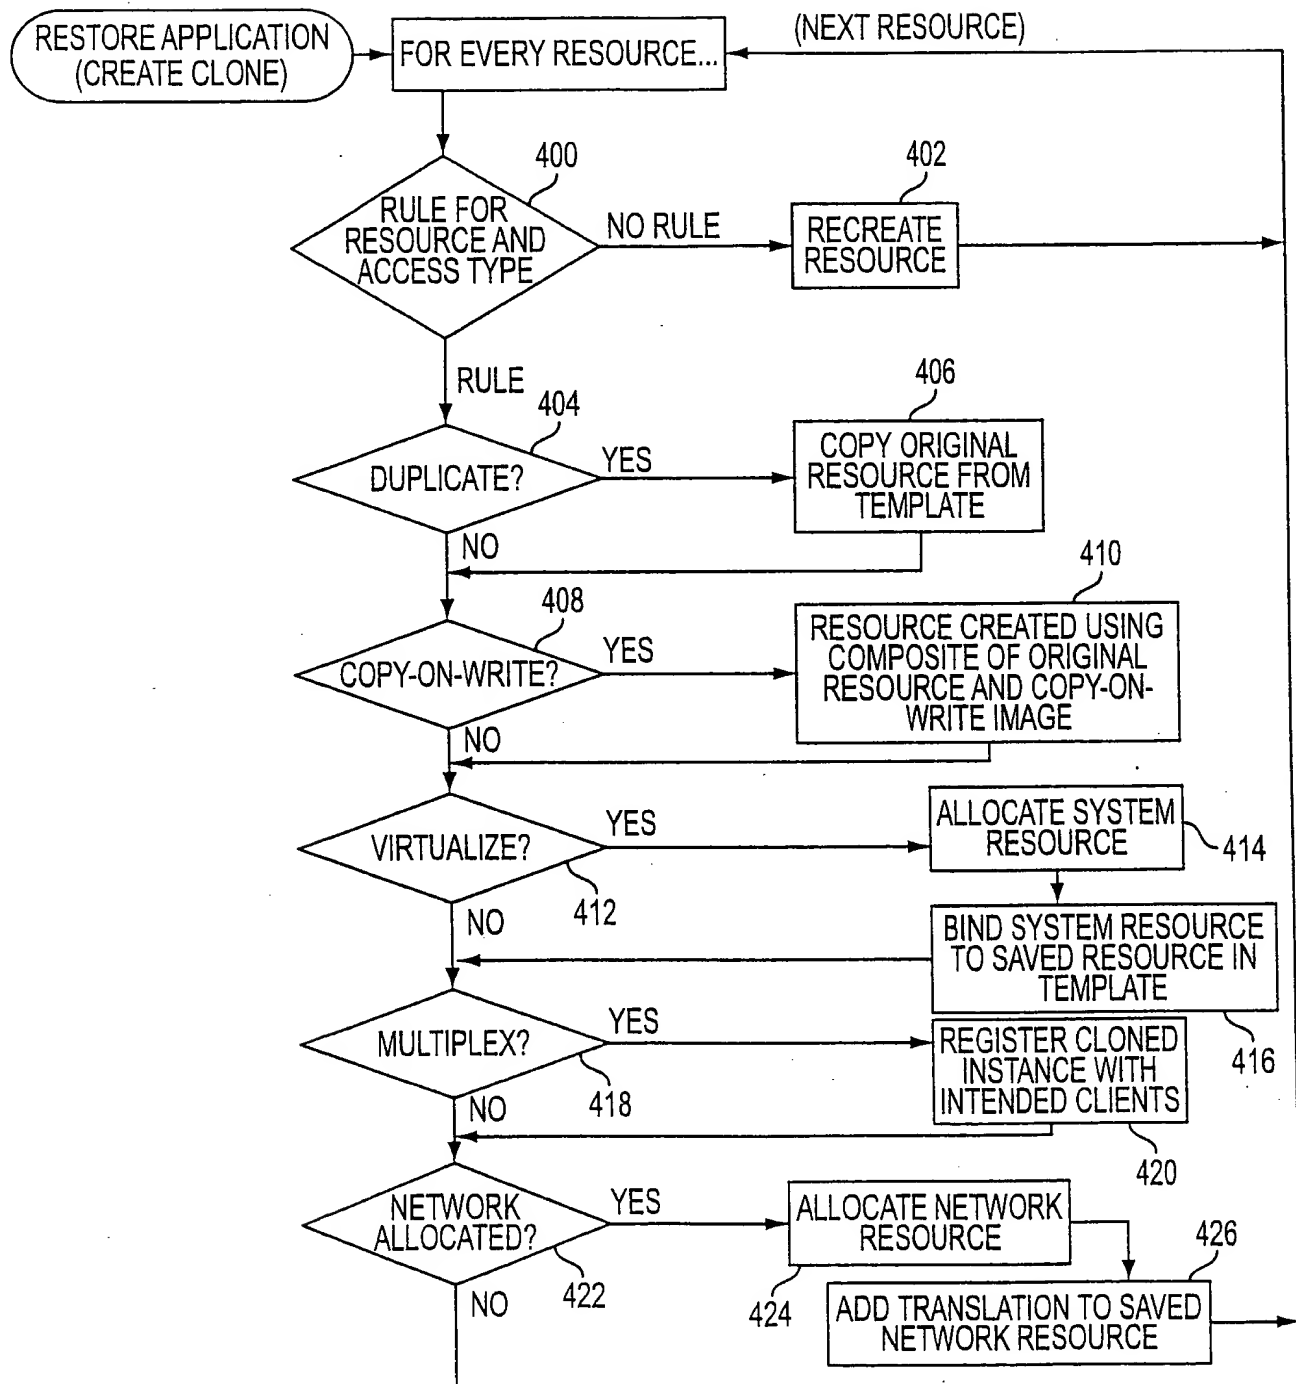 RESTORE APPLICATION
(CREATE CLONE)
FOR EVERY RESOURCE...
(NEXT RESOURCE)
400
RULE FOR
RESOURCE AND
ACCESS TYPE
NO RULE
402
RECREATE
RESOURCE
RULE
404
DUPLICATE?
YES
406
COPY ORIGINAL
RESOURCE FROM
TEMPLATE
NO
408
COPY-ON-WRITE?
YES
410
RESOURCE CREATED USING
COMPOSITE OF ORIGINAL
RESOURCE AND COPY-ON-
WRITE IMAGE
NO
VIRTUALIZE?
412
YES
ALLOCATE SYSTEM
RESOURCE
414
NO
BIND SYSTEM RESOURCE
TO SAVED RESOURCE IN
TEMPLATE
416
MULTIPLEX?
418
YES
REGISTER CLONED
INSTANCE WITH
INTENDED CLIENTS
420
NO
NETWORK
ALLOCATED?
422
YES
ALLOCATE NETWORK
RESOURCE
424
426
ADD TRANSLATION TO SAVED
NETWORK RESOURCE
NO